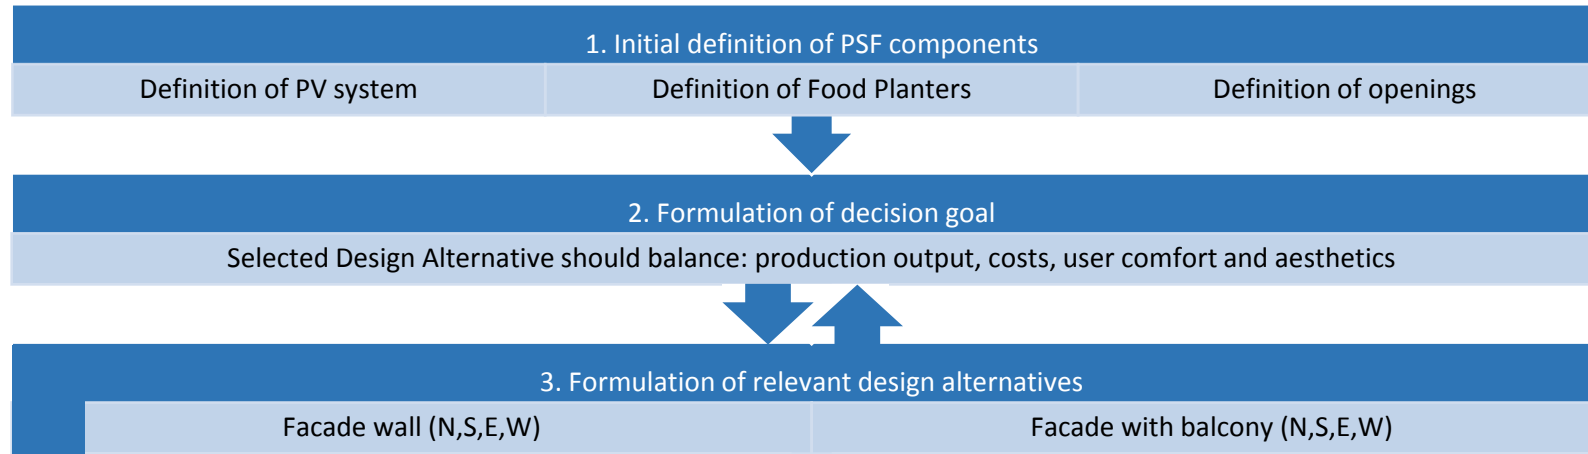 1. Initial definition of PSF components
Definition of PV system
Definition of Food Planters
Definition of openings
2. Formulation of decision goal
Selected Design Alternative should balance: production output, costs, user comfort and aesthetics
3. Formulation of relevant design alternatives
Facade wall (N,S,E,W)
Facade with balcony (N,S,E,W)